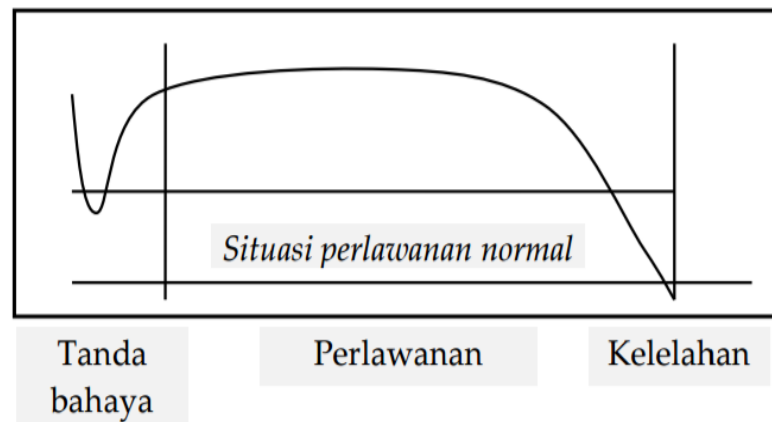 Situasi perlawanan normal
Tanda
bahaya
Perlawanan
Kelelahan